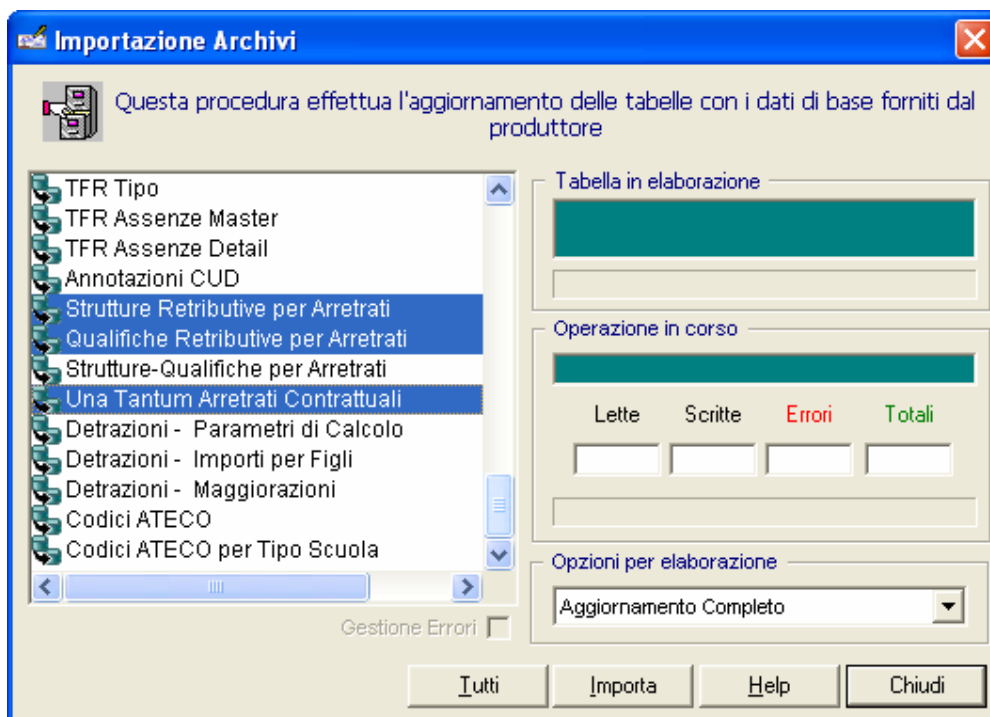 Importazione Archivi
Questa procedura effettua l'aggiornamento delle tabelle con i dati di base forniti dal
produttore
TFR Tipo
TFR Assenze Master
TFR Assenze Detail
Annotazioni CUD
Strutture Retributive per Arretrati
Qualifiche Retributive per Arretrati
Strutture-Qualifiche per Arretrati
Una Tantum Arretrati Contrattuali
Detrazioni - Parametri di Calcolo
Detrazioni - Importi per Figli
Detrazioni - Maggiorazioni
Codici ATECO
Codici ATECO per Tipo Scuola
Gestione Errori
Tabella in elaborazione
Operazione in corso
Lette Scritte Errori Totali
Opzioni per elaborazione
Aggiornamento Completo
Tutti Importa Help Chiudi